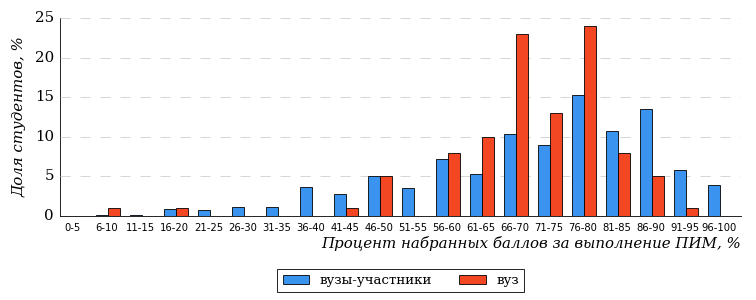 Доля студентов, %
25
20
15
10
5
0
0-5 6-10 11-15 16-20 21-25 26-30 31-35 36-40 41-45 46-50 51-55 56-60 61-65 66-70 71-75 76-80 81-85 86-90 91-95 96-100
Процент набранных баллов за выполнение ПИМ, %
вузы-участники вуз